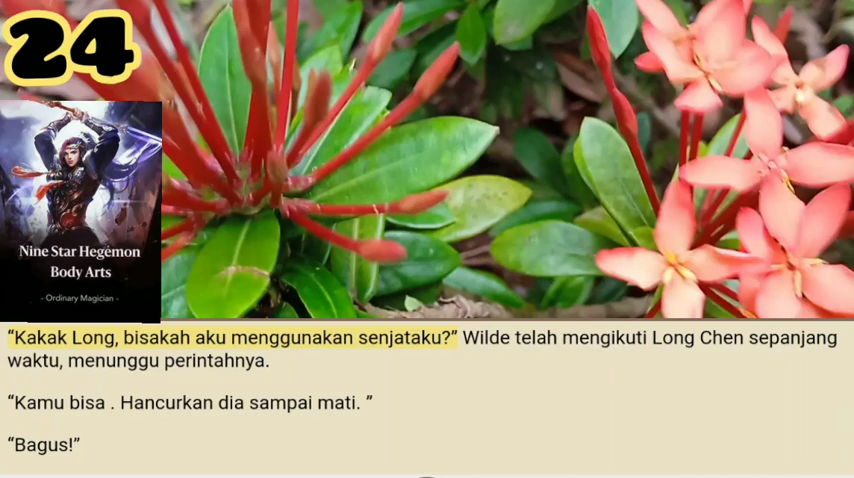 24
Nine Star Hegemon
Body Arts
- Ordinary Magician -
“Kakak Long, bisakah aku menggunakan senjataku?” Wilde telah mengikuti Long Chen sepanjang
waktu, menunggu perintahnya.
“Kamu bisa . Hancurkan dia sampai mati. ”
“Bagus!”